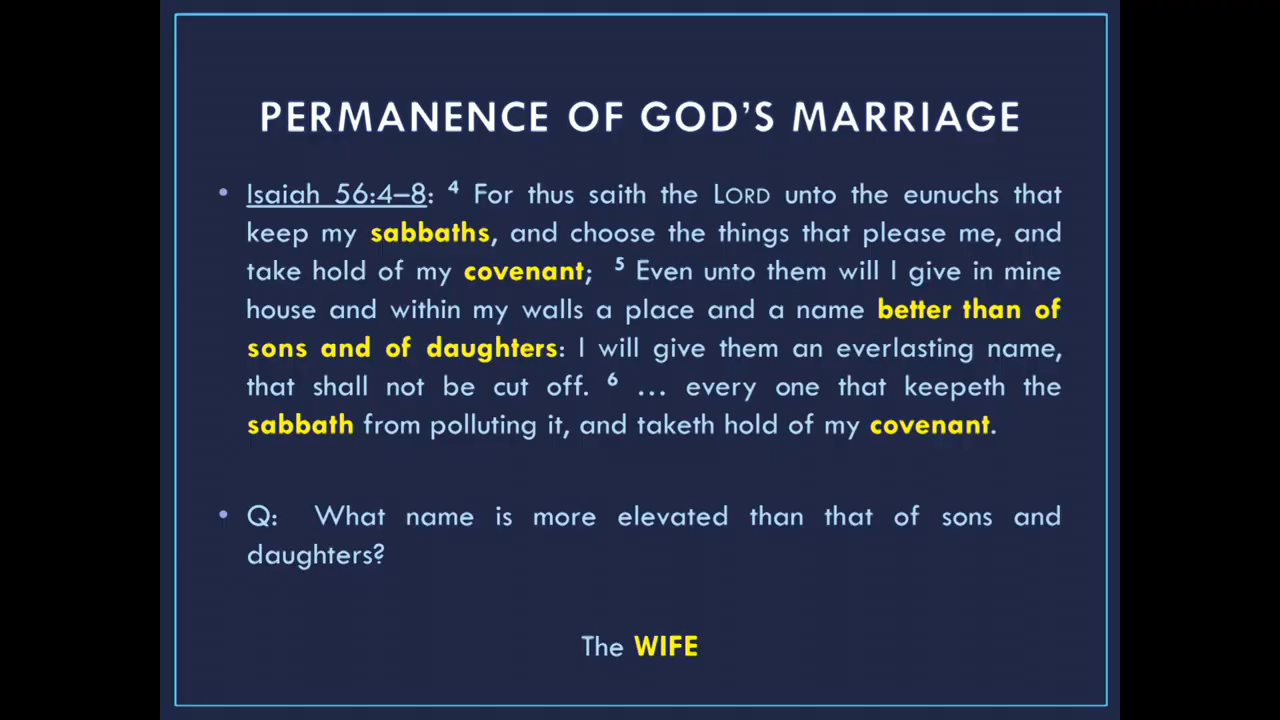 PERMANENCE OF GOD'S MARRIAGE
• Isaiah 56:4–8: ⁴ For thus saith the LORD unto the eunuchs that
keep my sabbaths, and choose the things that please me, and
take hold of my covenant; ⁵ Even unto them will I give in mine
house and within my walls a place and a name better than of
sons and of daughters: I will give them an everlasting name,
that shall not be cut off. ⁶ … every one that keepeth the
sabbath from polluting it, and taketh hold of my covenant.
• Q: What name is more elevated than that of sons and
daughters?
The WIFE